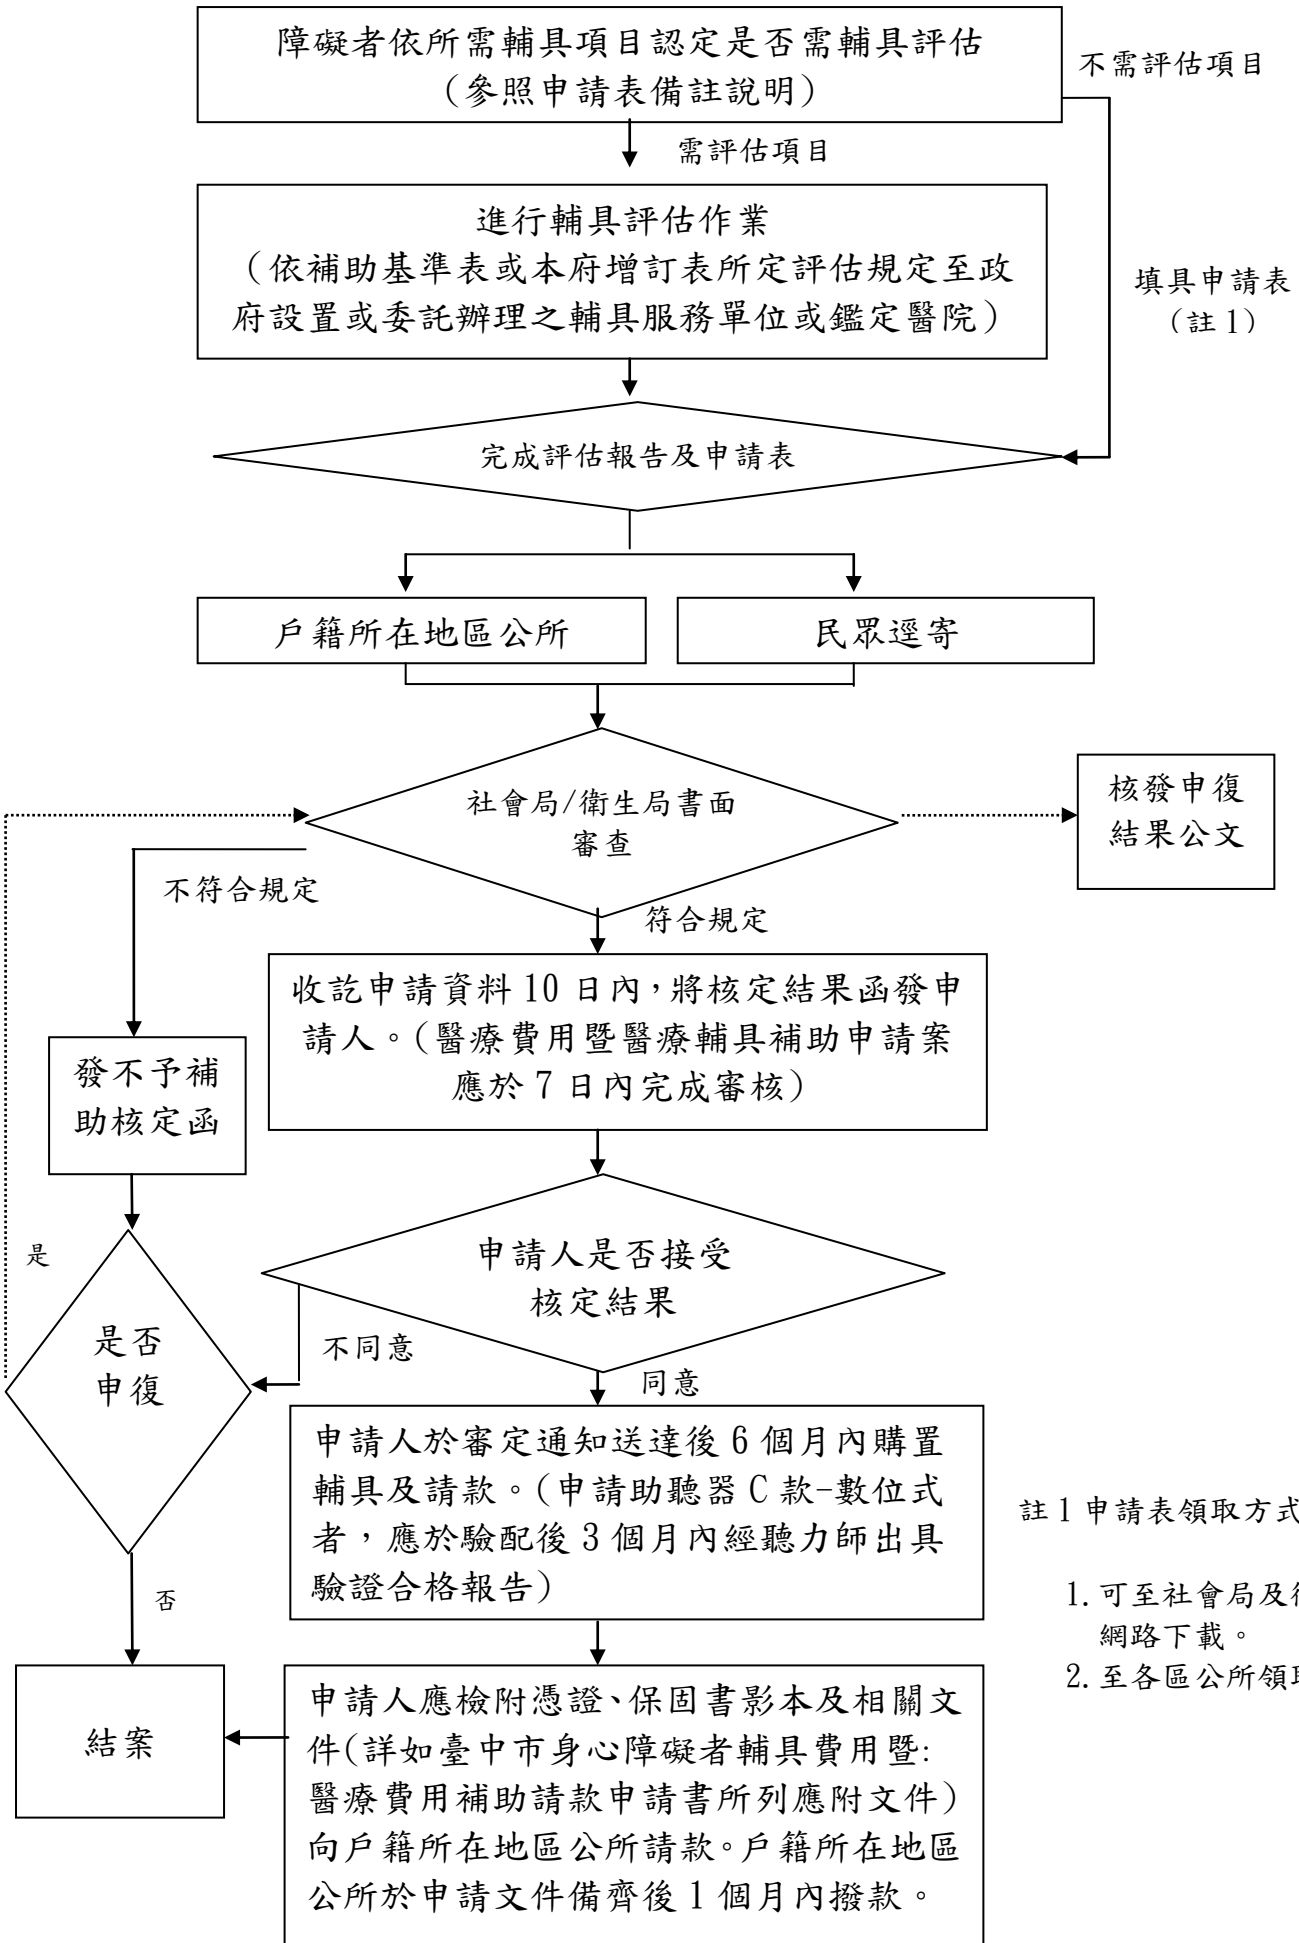 障礙者依所需輔具項目認定是否需輔具評估
（參照申請表備註說明）
不需評估項目
需評估項目
進行輔具評估作業
（依補助基準表或本府增訂表所定評估規定至政
府設置或委託辦理之輔具服務單位或鑑定醫院）
填具申請表
（註 1）
完成評估報告及申請表
戶籍所在地區公所
民眾逕寄
社會局/衛生局書面
審查
核發申復
結果公文
不符合規定
符合規定
收訖申請資料 10 日內，將核定結果函發申
請人。（醫療費用暨醫療輔具補助申請案
應於 7 日內完成審核）
發不予補
助核定函
是
申請人是否接受
核定結果
是否
申復
不同意
同意
申請人於審定通知送達後 6 個月內購置
輔具及請款。（申請助聽器 C 款-數位式
者，應於驗配後 3 個月內經聽力師出具
驗證合格報告）
否
註 1 申請表領取方式
1. 可至社會局及
網路下載。
2. 至各區公所領
結案
申請人應檢附憑證、保固書影本及相關文
件(詳如臺中市身心障礙者輔具費用暨:
醫療費用補助請款申請書所列應附文件)
向戶籍所在地區公所請款。戶籍所在地區
公所於申請文件備齊後 1 個月內撥款。